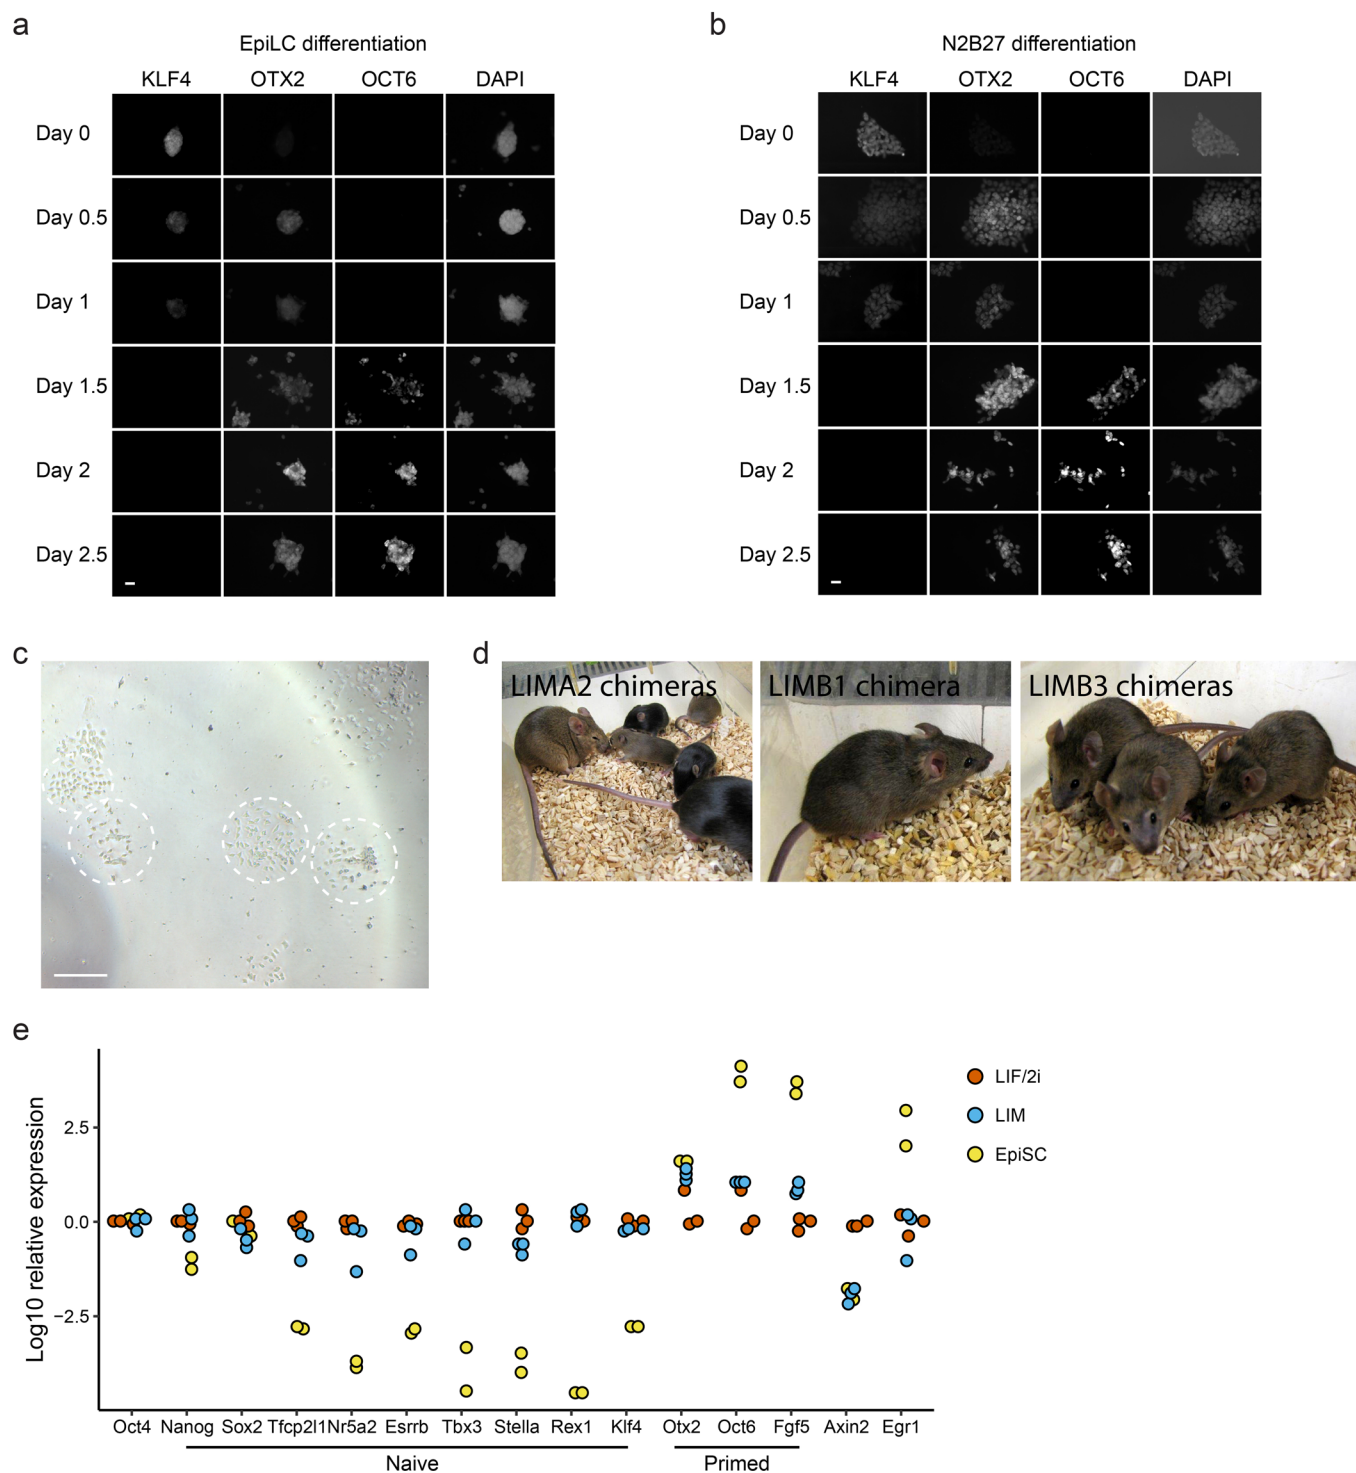 a
EpiLC differentiation
KLF4 OTX2 OCT6 DAPI
Day 0
Day 0.5
Day 1
Day 1.5
Day 2
Day 2.5
b
N2B27 differentiation
KLF4 OTX2 OCT6 DAPI
Day 0
Day 0.5
Day 1
Day 1.5
Day 2
Day 2.5
c
d
LIMA2 chimeras
LIMB1 chimera
LIMB3 chimeras
e
Log10 relative expression
2.5
0.0
−2.5
LIF/2i
LIM
EpiSC
Oct4 Nanog Sox2 Tfcp2l1 Nr5a2 Esrrb Tbx3 Stella Rex1 Klf4 Otx2 Oct6 Fgf5 Axin2 Egr1
Naive Primed